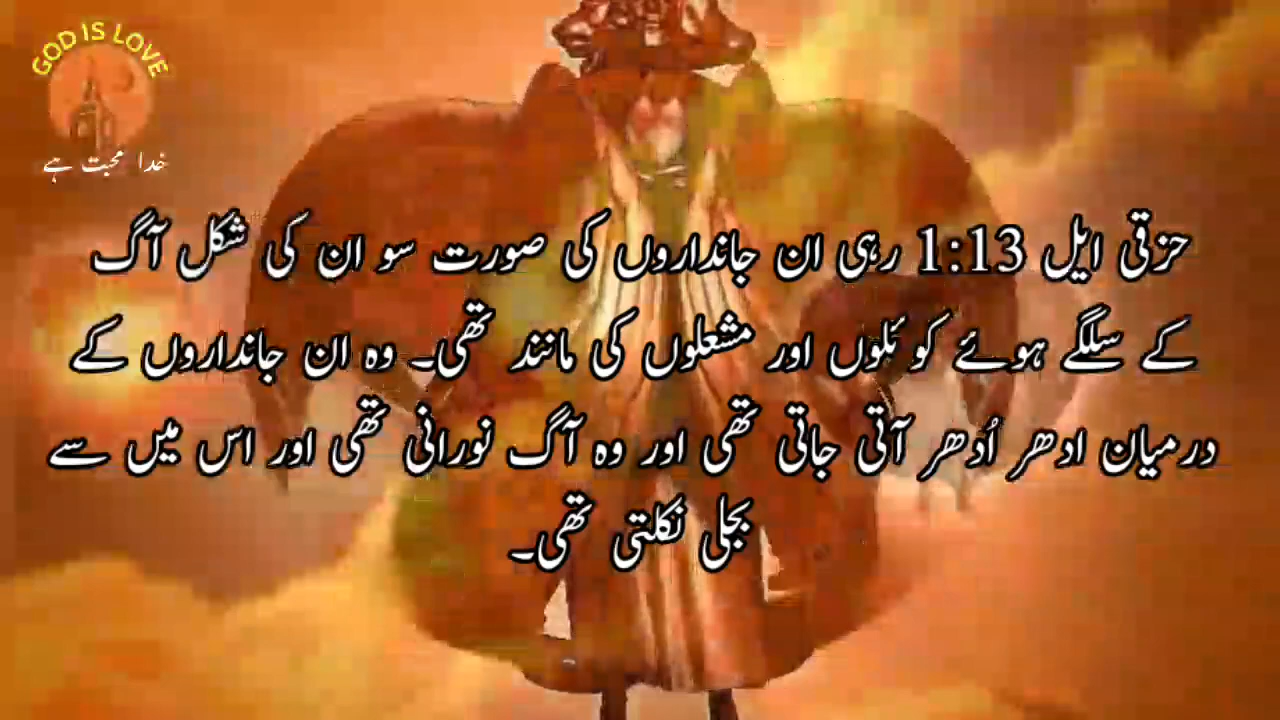 GOD IS LOVE
خدا محبت ہے
حزقی ایل 1:13 رہی ان جانداروں کی صورت سو ان کی شکل آگ
کے سلگے ہوئے کوئلوں اور مشعلوں کی مانند تھی۔ وہ ان جانداروں کے
درمیان ادھر اُدھر آتی جاتی تھی اور وہ آگ نورانی تھی اور اس میں سے
بجلی نکلتی تھی۔